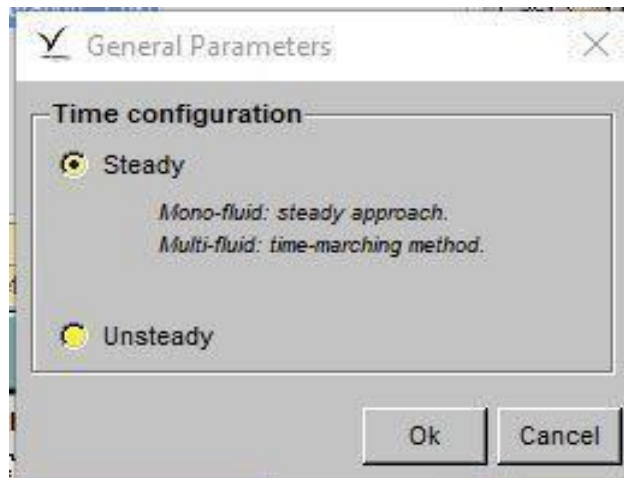 General Parameters
Time configuration
Steady
Mono-fluid: steady approach.
Multi-fluid: time-marching method.
Unsteady
Ok
Cancel